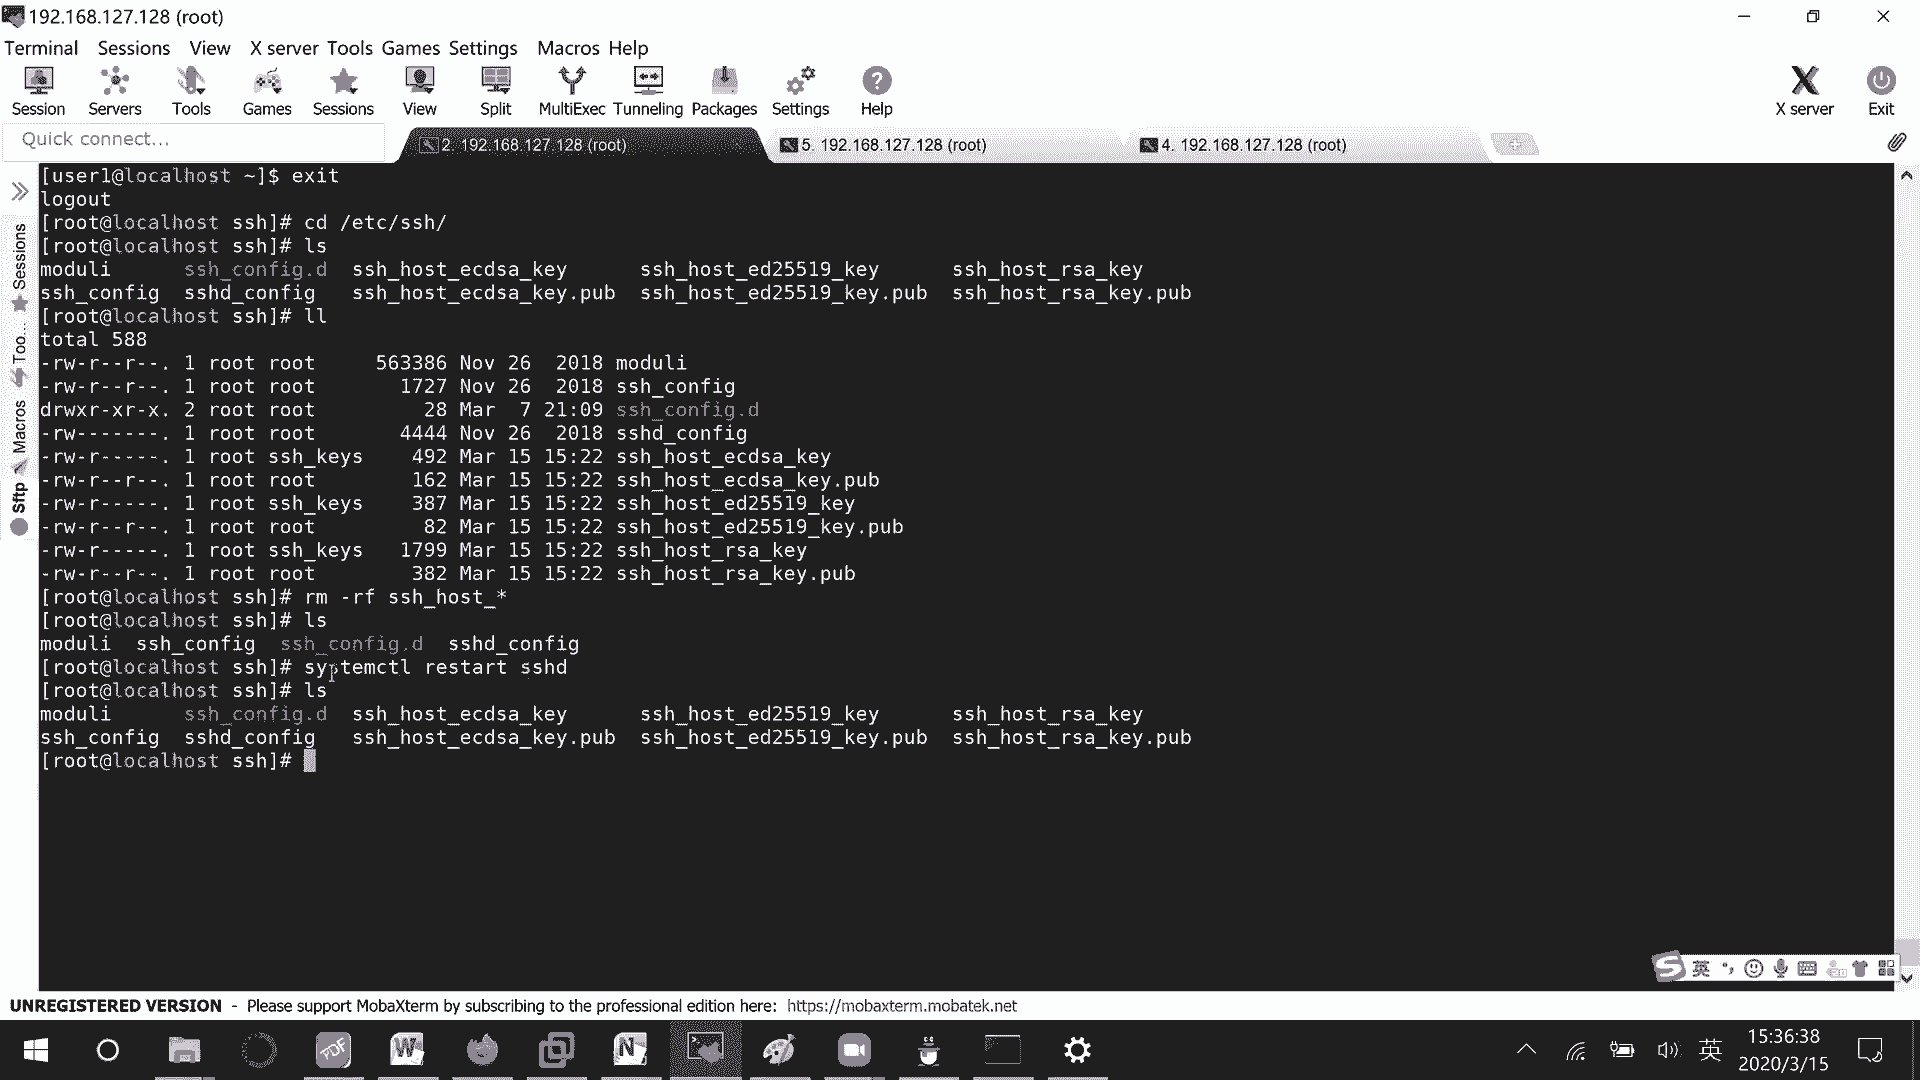 192.168.127.128 (root)
Terminal Sessions View X server Tools Games Settings Macros Help
Session Servers Tools Games Sessions View Split MultiExec Tunneling Packages Settings Help X server Exit
Quick connect... 2. 192.168.127.128 (root) 5. 192.168.127.128 (root) 4. 192.168.127.128 (root)
Sessions
Too...
Macros
Sftp
[user1@localhost ~]$ exit
logout
[root@localhost ssh]# cd /etc/ssh/
[root@localhost ssh]# ls
moduli ssh_config.d ssh_host_ecdsa_key ssh_host_ed25519_key ssh_host_rsa_key
ssh_config sshd_config ssh_host_ecdsa_key.pub ssh_host_ed25519_key.pub ssh_host_rsa_key.pub
[root@localhost ssh]# ll
total 588
-rw-r--r--. 1 root root 563386 Nov 26 2018 moduli
-rw-r--r--. 1 root root 1727 Nov 26 2018 ssh_config
drwxr-xr-x. 2 root root 28 Mar 7 21:09 ssh_config.d
-rw-------. 1 root root 4444 Nov 26 2018 sshd_config
-rw-r-----. 1 root ssh_keys 492 Mar 15 15:22 ssh_host_ecdsa_key
-rw-r--r--. 1 root root 162 Mar 15 15:22 ssh_host_ecdsa_key.pub
-rw-r-----. 1 root ssh_keys 387 Mar 15 15:22 ssh_host_ed25519_key
-rw-r--r--. 1 root root 82 Mar 15 15:22 ssh_host_ed25519_key.pub
-rw-r-----. 1 root ssh_keys 1799 Mar 15 15:22 ssh_host_rsa_key
-rw-r--r--. 1 root root 382 Mar 15 15:22 ssh_host_rsa_key.pub
[root@localhost ssh]# rm -rf ssh_host_*
[root@localhost ssh]# ls
moduli ssh_config ssh_config.d sshd_config
[root@localhost ssh]# systemctl restart sshd
[root@localhost ssh]# ls
moduli ssh_config.d ssh_host_ecdsa_key ssh_host_ed25519_key ssh_host_rsa_key
ssh_config sshd_config ssh_host_ecdsa_key.pub ssh_host_ed25519_key.pub ssh_host_rsa_key.pub
[root@localhost ssh]#
英
UNREGISTERED VERSION - Please support MobaXterm by subscribing to the professional edition here: https://mobaxterm.mobatek.net
英 15:36:38
2020/3/15